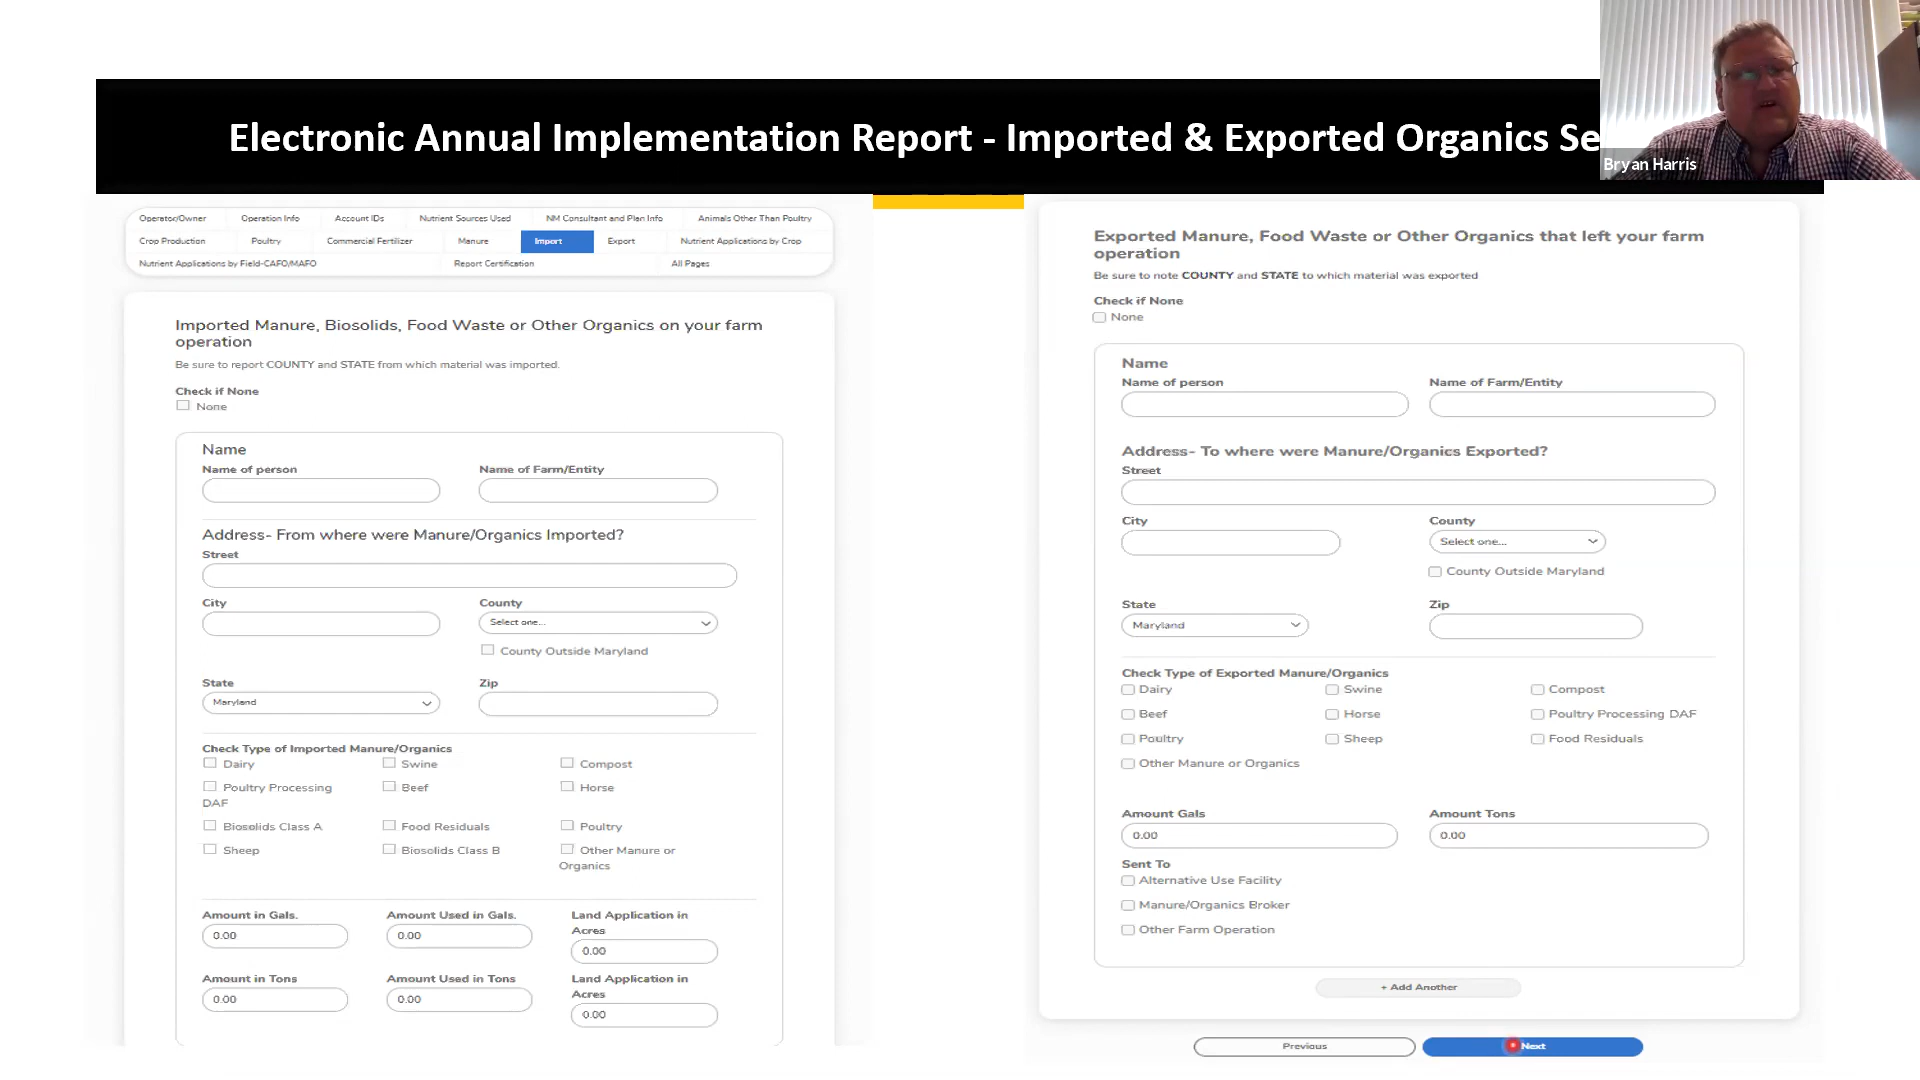 Electronic Annual Implementation Report - Imported & Exported Organics Se
Bryan Harris
Operator/Owner Operation Info Account IDs Nutrient Sources Used NM Consultant and Plan Info Animals Other Than Poultry
Crop Production Poultry Commercial Fertilizer Manure Import Export Nutrient Applications by Crop
Nutrient Applications by Field-CAFO/MAFO Report Certification All Pages
Imported Manure, Biosolids, Food Waste or Other Organics on your farm
operation
Be sure to report COUNTY and STATE from which material was imported.
Check if None
None
Name
Name of person Name of Farm/Entity
Address- From where were Manure/Organics Imported?
Street
City County
Select one...
County Outside Maryland
State Zip
Maryland
Check Type of Imported Manure/Organics
Dairy Swine Compost
Poultry Processing Beef Horse
DAF
Biosolids Class A Food Residuals Poultry
Sheep Biosolids Class B Other Manure or
Organics
Amount in Gals. Amount Used in Gals. Land Application in
Acres
0.00 0.00 0.00
Amount in Tons Amount Used in Tons Land Application in
Acres
0.00 0.00 0.00
Exported Manure, Food Waste or Other Organics that left your farm
operation
Be sure to note COUNTY and STATE to which material was exported
Check if None
None
Name
Name of person Name of Farm/Entity
Address- To where were Manure/Organics Exported?
Street
City County
Select one...
County Outside Maryland
State Zip
Maryland
Check Type of Exported Manure/Organics
Dairy Swine Compost
Beef Horse Poultry Processing DAF
Poultry Sheep Food Residuals
Other Manure or Organics
Amount Gals Amount Tons
0.00 0.00
Sent To
Alternative Use Facility
Manure/Organics Broker
Other Farm Operation
+ Add Another
Previous Next